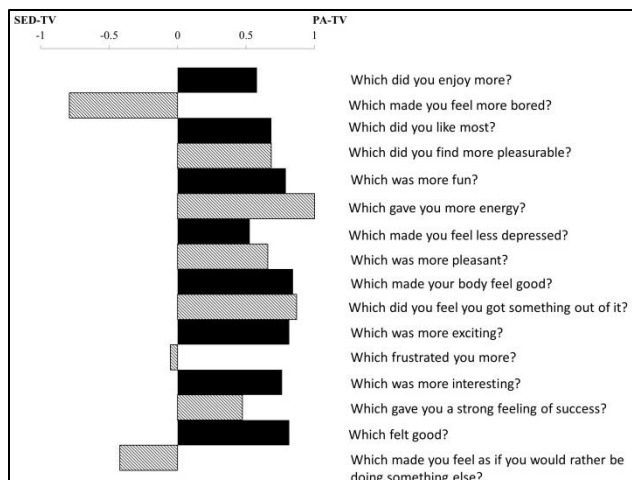 SED-TV PA-TV
-1 -0.5 0 0.5 1
Which did you enjoy more?
Which made you feel more bored?
Which did you like most?
Which did you find more pleasurable?
Which was more fun?
Which gave you more energy?
Which made you feel less depressed?
Which was more pleasant?
Which made your body feel good?
Which did you feel you got something out of it?
Which was more exciting?
Which frustrated you more?
Which was more interesting?
Which gave you a strong feeling of success?
Which felt good?
Which made you feel as if you would rather be
doing something else?